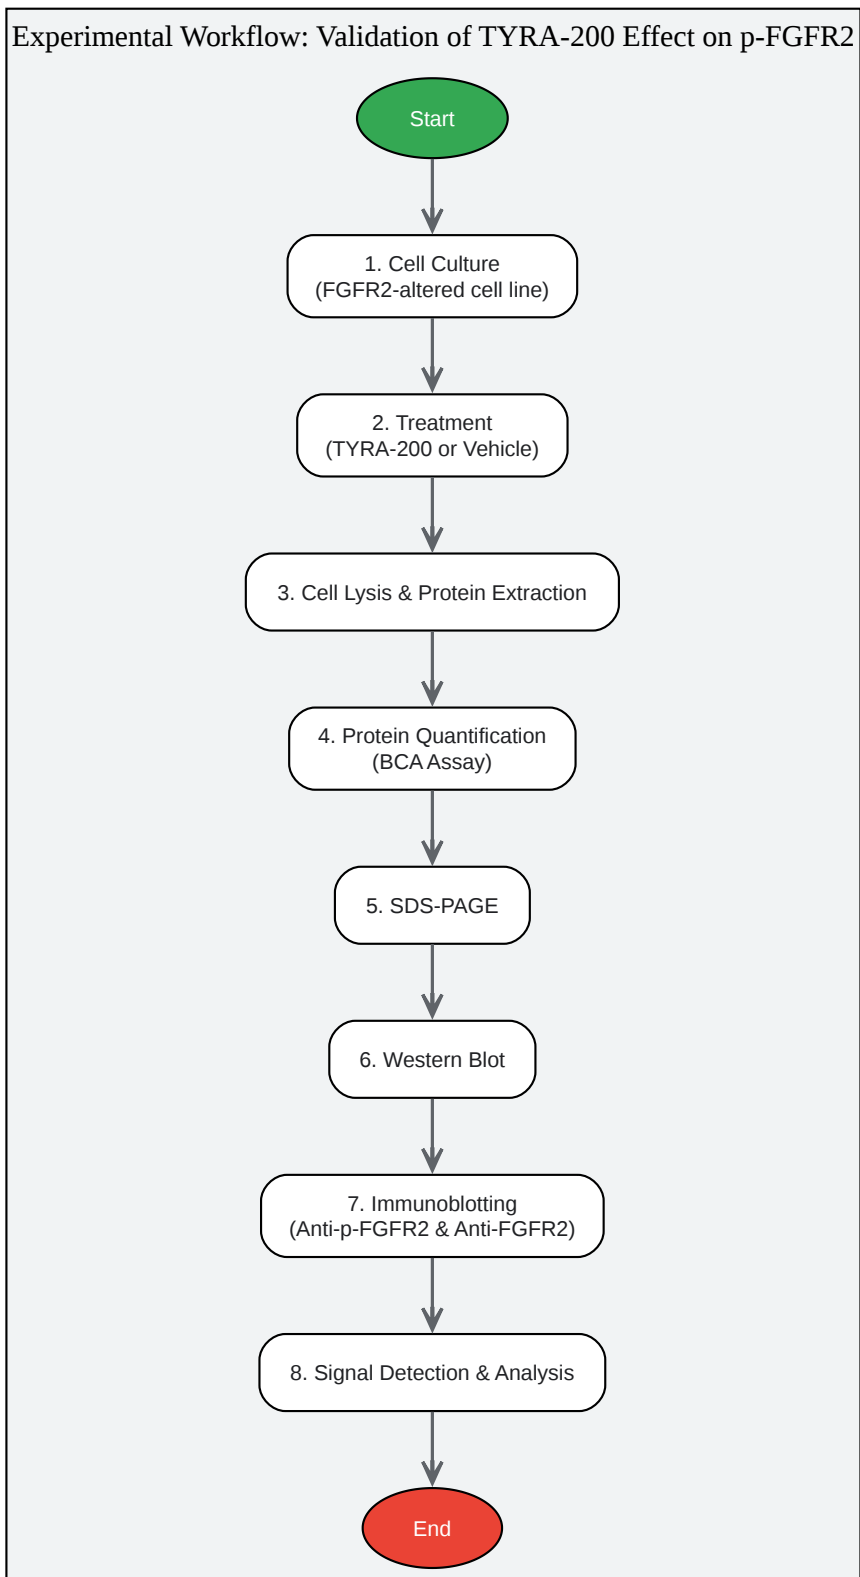 Experimental Workflow: Validation of TYRA-200 Effect on p-FGFR2
Start
1. Cell Culture
(FGFR2-altered cell line)
2. Treatment
(TYRA-200 or Vehicle)
3. Cell Lysis & Protein Extraction
4. Protein Quantification
(BCA Assay)
5. SDS-PAGE
6. Western Blot
7. Immunoblotting
(Anti-p-FGFR2 & Anti-FGFR2)
8. Signal Detection & Analysis
End